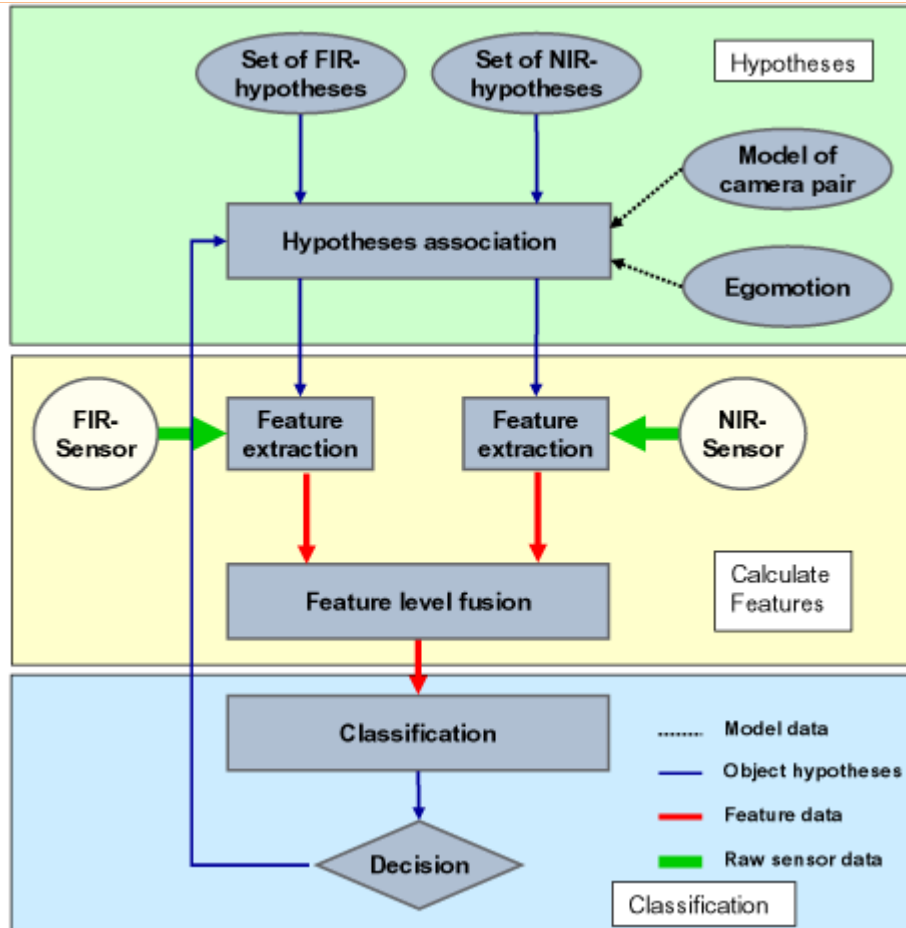 Set of FIR-
hypotheses
Set of NIR-
hypotheses
Hypotheses
Model of
camera pair
Hypotheses association
Egomotion
FIR-
Sensor
Feature
extraction
Feature
extraction
NIR-
Sensor
Feature level fusion
Calculate
Features
Classification
Model data
Object hypotheses
Feature data
Decision
Raw sensor data
Classification